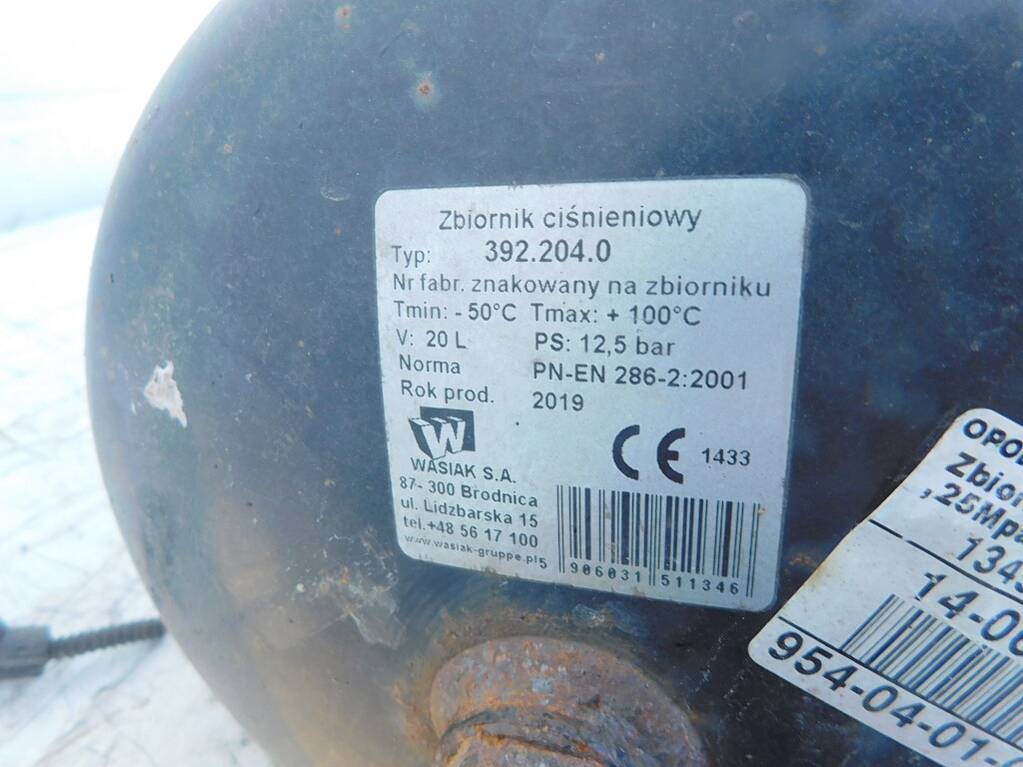 Zbiornik ciśnieniowy
Typ: 392.204.0
Nr fabr. znakowany na zbiorniku
Tmin: - 50°C Tmax: + 100°C
V: 20 L PS: 12,5 bar
Norma PN-EN 286-2:2001
Rok prod. 2019
W
CE 1433
WASIAK S.A.
87- 300 Brodnica
ul. Lidzbarska 15
tel.+48 56 17 100
www.wasiak-gruppe.pl
5 906031 511346
Zbior
,25Mpa
134
14-0
954-04-01-